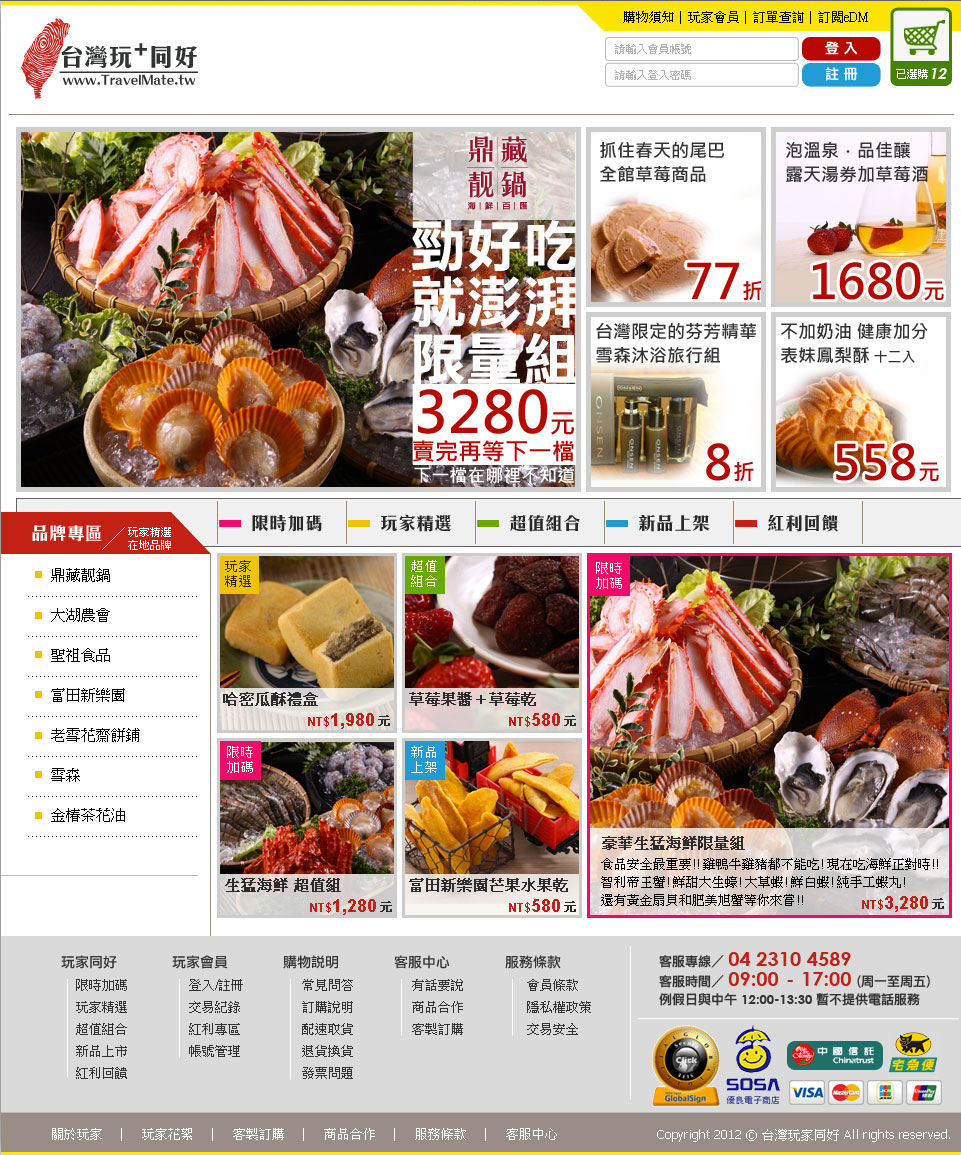 購物須知 | 玩家會員 | 訂單查詢 | 訂閱eDM
台灣玩+同好
www.TravelMate.tw
請輸入會員帳號
登入
請輸入登入密碼
註冊
已選購 12
鼎藏
靚鍋
海|鮮|百|匯
勁好吃
就澎湃
限量組
3280元
賣完再等下一檔
下一檔在哪裡不知道
抓住春天的尾巴
全館草莓商品
77折
泡溫泉．品佳釀
露天湯券加草莓酒
1680元
台灣限定的芬芳精華
雪森沐浴旅行組
ONSEN
8折
不加奶油 健康加分
表妹鳳梨酥 十二入
558元
品牌專區
玩家精選
在地品牌
限時加碼
玩家精選
超值組合
新品上架
紅利回饋
鼎藏靓鍋
大湖農會
聖祖食品
富田新樂園
老雪花齋餅鋪
雪森
金椿茶花油
玩家
精選
哈密瓜酥禮盒
NT$1,980 元
超值
組合
草莓果醬＋草莓乾
NT$580 元
限時
加碼
生猛海鮮 超值組
NT$1,280 元
新品
上架
富田新樂園芒果水果乾
NT$580 元
限時
加碼
豪華生猛海鮮限量組
食品安全最重要!!雞鴨牛雞豬都不能吃!現在吃海鮮正對時!!
智利帝王蟹!鮮甜大生蠔!大草蝦!鮮白蝦!純手工蝦丸!
還有黃金扇貝和肥美旭蟹等你來嘗!!
NT$3,280 元
玩家同好
限時加碼
玩家精選
超值組合
新品上市
紅利回饋
玩家會員
登入/註冊
交易紀錄
紅利專區
帳號管理
購物說明
常見問答
訂購說明
配速取貨
退貨換貨
發票問題
客服中心
有話要說
商品合作
客製訂購
服務條款
會員條款
隱私權政策
交易安全
客服專線／ 04 2310 4589
客服時間／ 09:00 - 17:00 (周一至周五)
例假日與中午 12:00-13:30 暫不提供電話服務
Click
GlobalSign
SOSA
優良電子商店
中國信託
Chinatrust
宅急便
VISA
MasterCard
JCB
關於玩家 | 玩家花絮 | 客製訂購 | 商品合作 | 服務條款 | 客服中心
Copyright 2012 © 台灣玩家同好 All rights reserved.